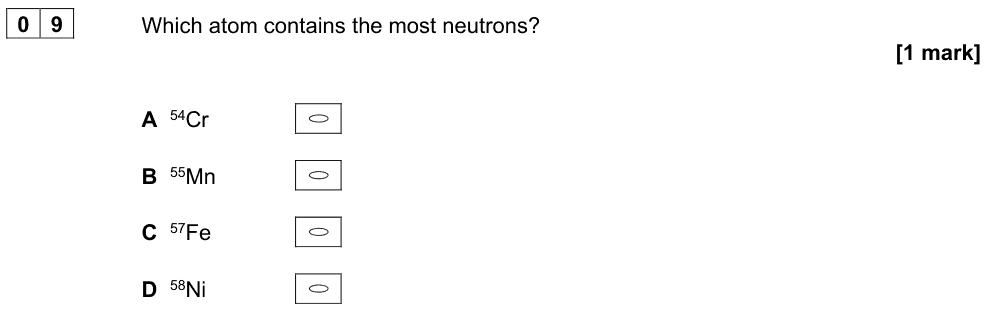 0 9 Which atom contains the most neutrons?
[1 mark]
A ⁵⁴Cr
B ⁵⁵Mn
C ⁵⁷Fe
D ⁵⁸Ni